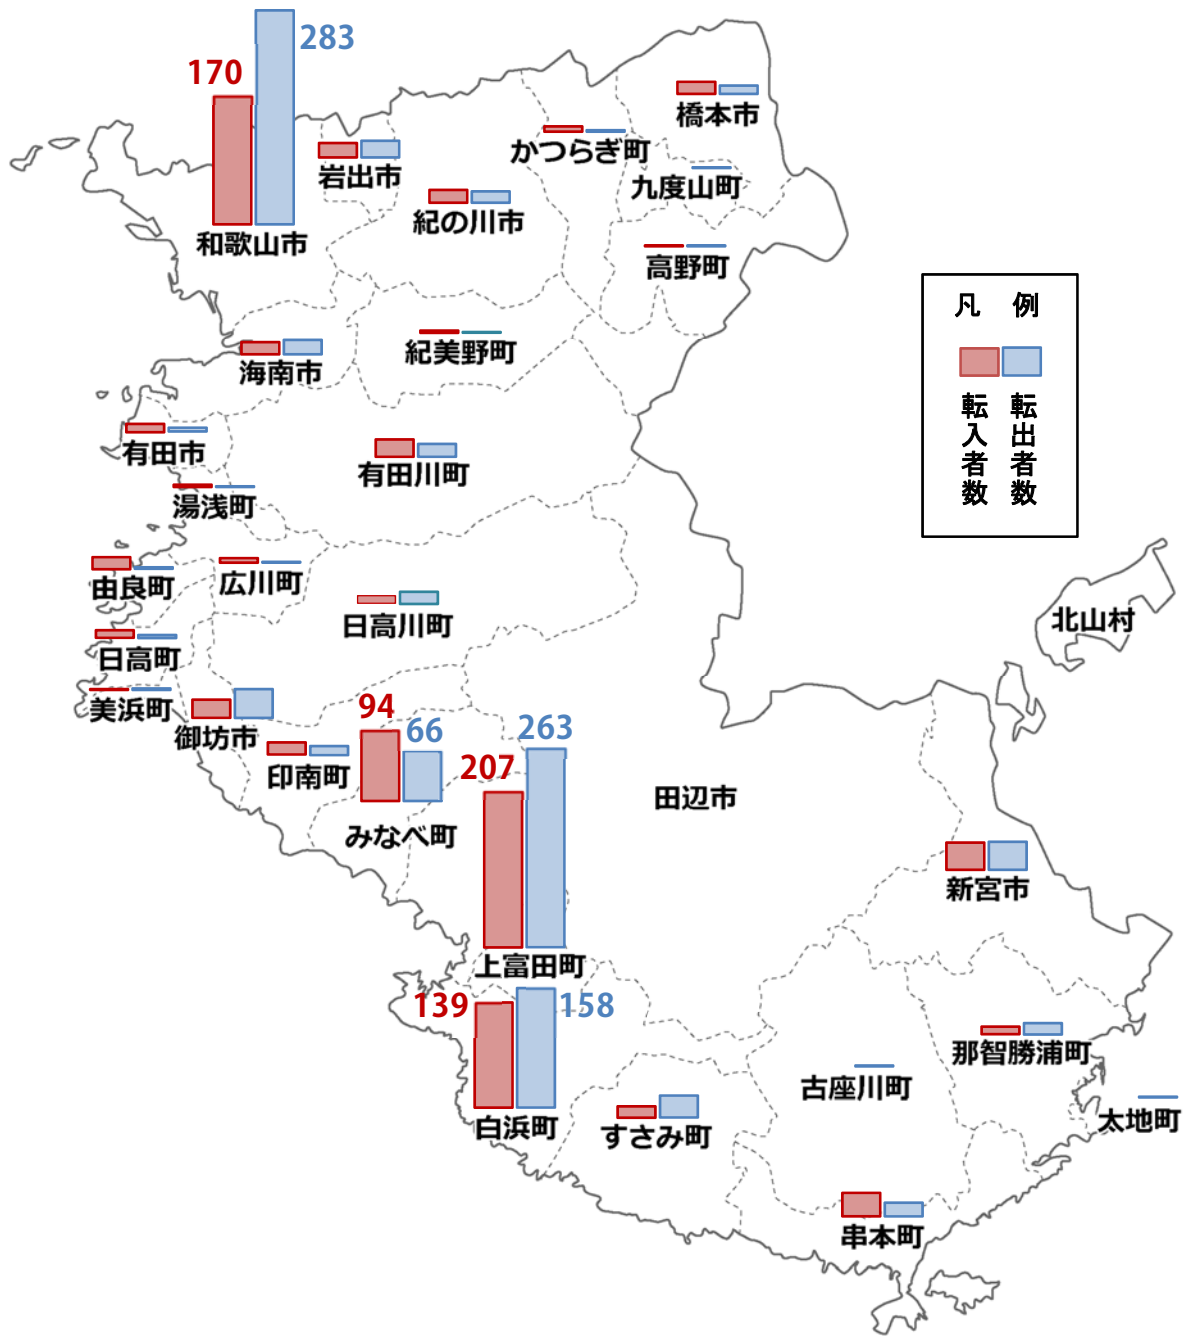 283
170
橋本市
かつらぎ町
岩出市
九度山町
紀の川市
和歌山市
高野町
凡 例
転入者数
転出者数
紀美野町
海南市
有田市
有田川町
湯浅町
由良町
広川町
日高川町
北山村
日高町
美浜町
御坊市
94
66
263
印南町
207
田辺市
みなべ町
新宮市
上富田町
139
158
那智勝浦町
古座川町
太地町
白浜町
すさみ町
串本町